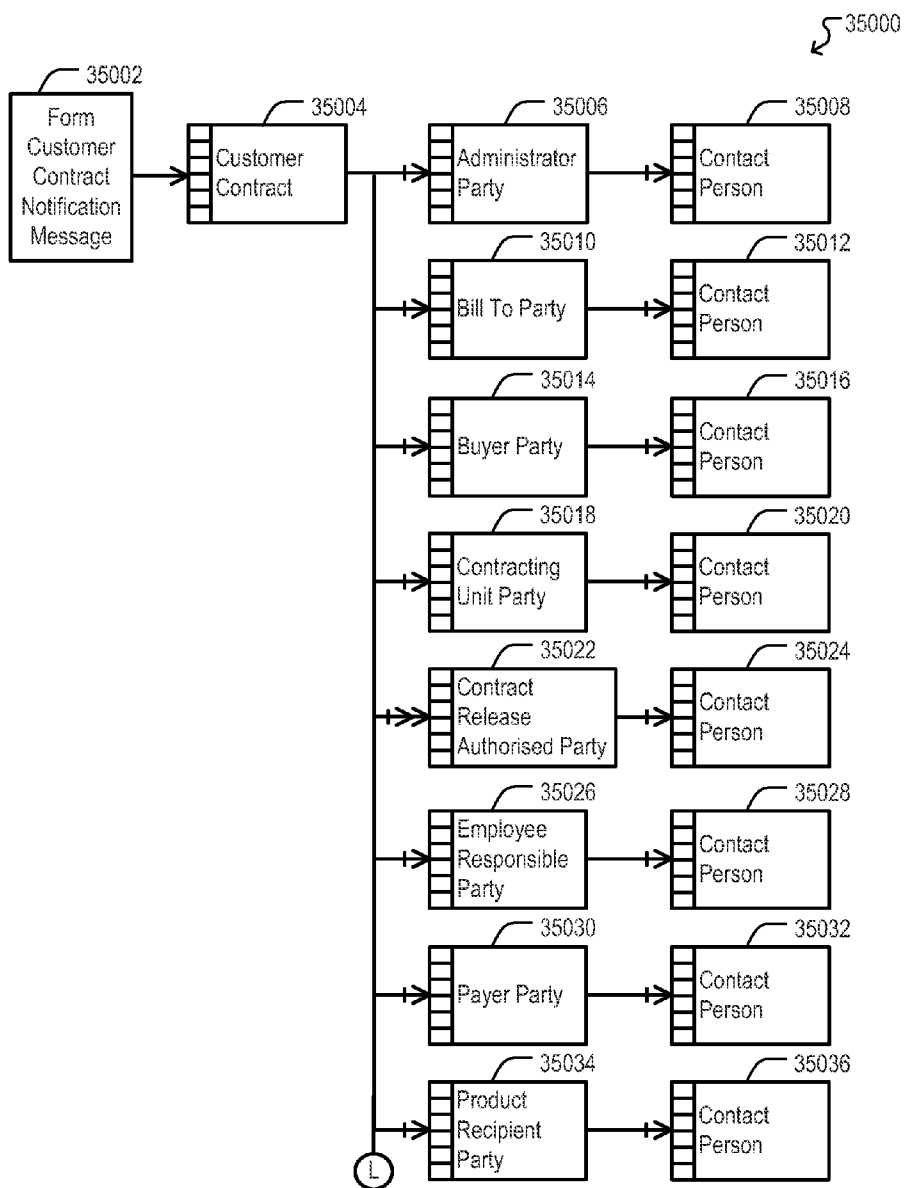 35000
35002
Form
Customer
Contract
Notification
Message
35004
Customer
Contract
35006
Administrator
Party
35008
Contact
Person
35010
Bill To Party
35012
Contact
Person
35014
Buyer Party
35016
Contact
Person
35018
Contracting
Unit Party
35020
Contact
Person
35022
Contract
Release
Authorised Party
35024
Contact
Person
35026
Employee
Responsible
Party
35028
Contact
Person
35030
Payer Party
35032
Contact
Person
35034
Product
Recipient
Party
35036
Contact
Person
L